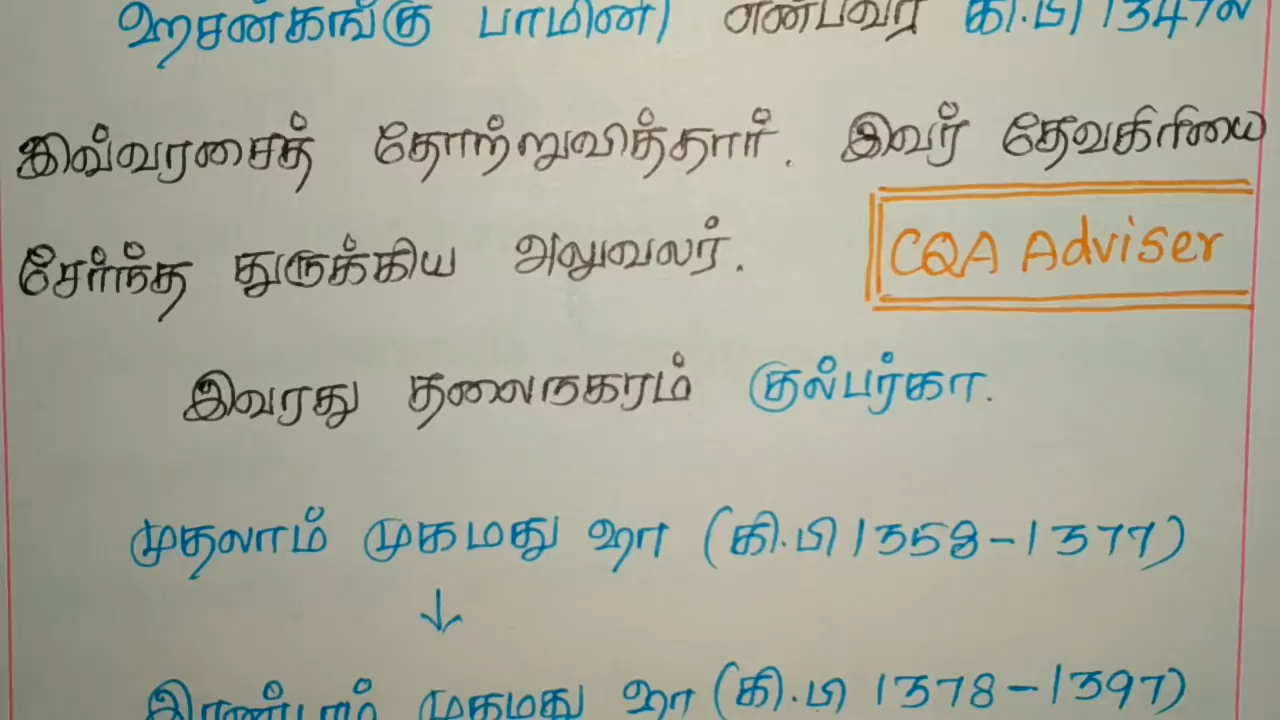 ஹசன்கங்கு பாமினி என்பவர் கி.பி 1347ல்
இவ்வரசைத் தோற்றுவித்தார். இவர் தேவகிரியை
சேர்ந்த துருக்கிய அலுவலர்.
CQA Adviser
இவரது தலைநகரம் குல்பர்கா.
முதலாம் முகமது ஷா (கி.பி 1358-1377)
↓
இரண்டாம் முகமது ஷா (கி.பி 1378-1397)